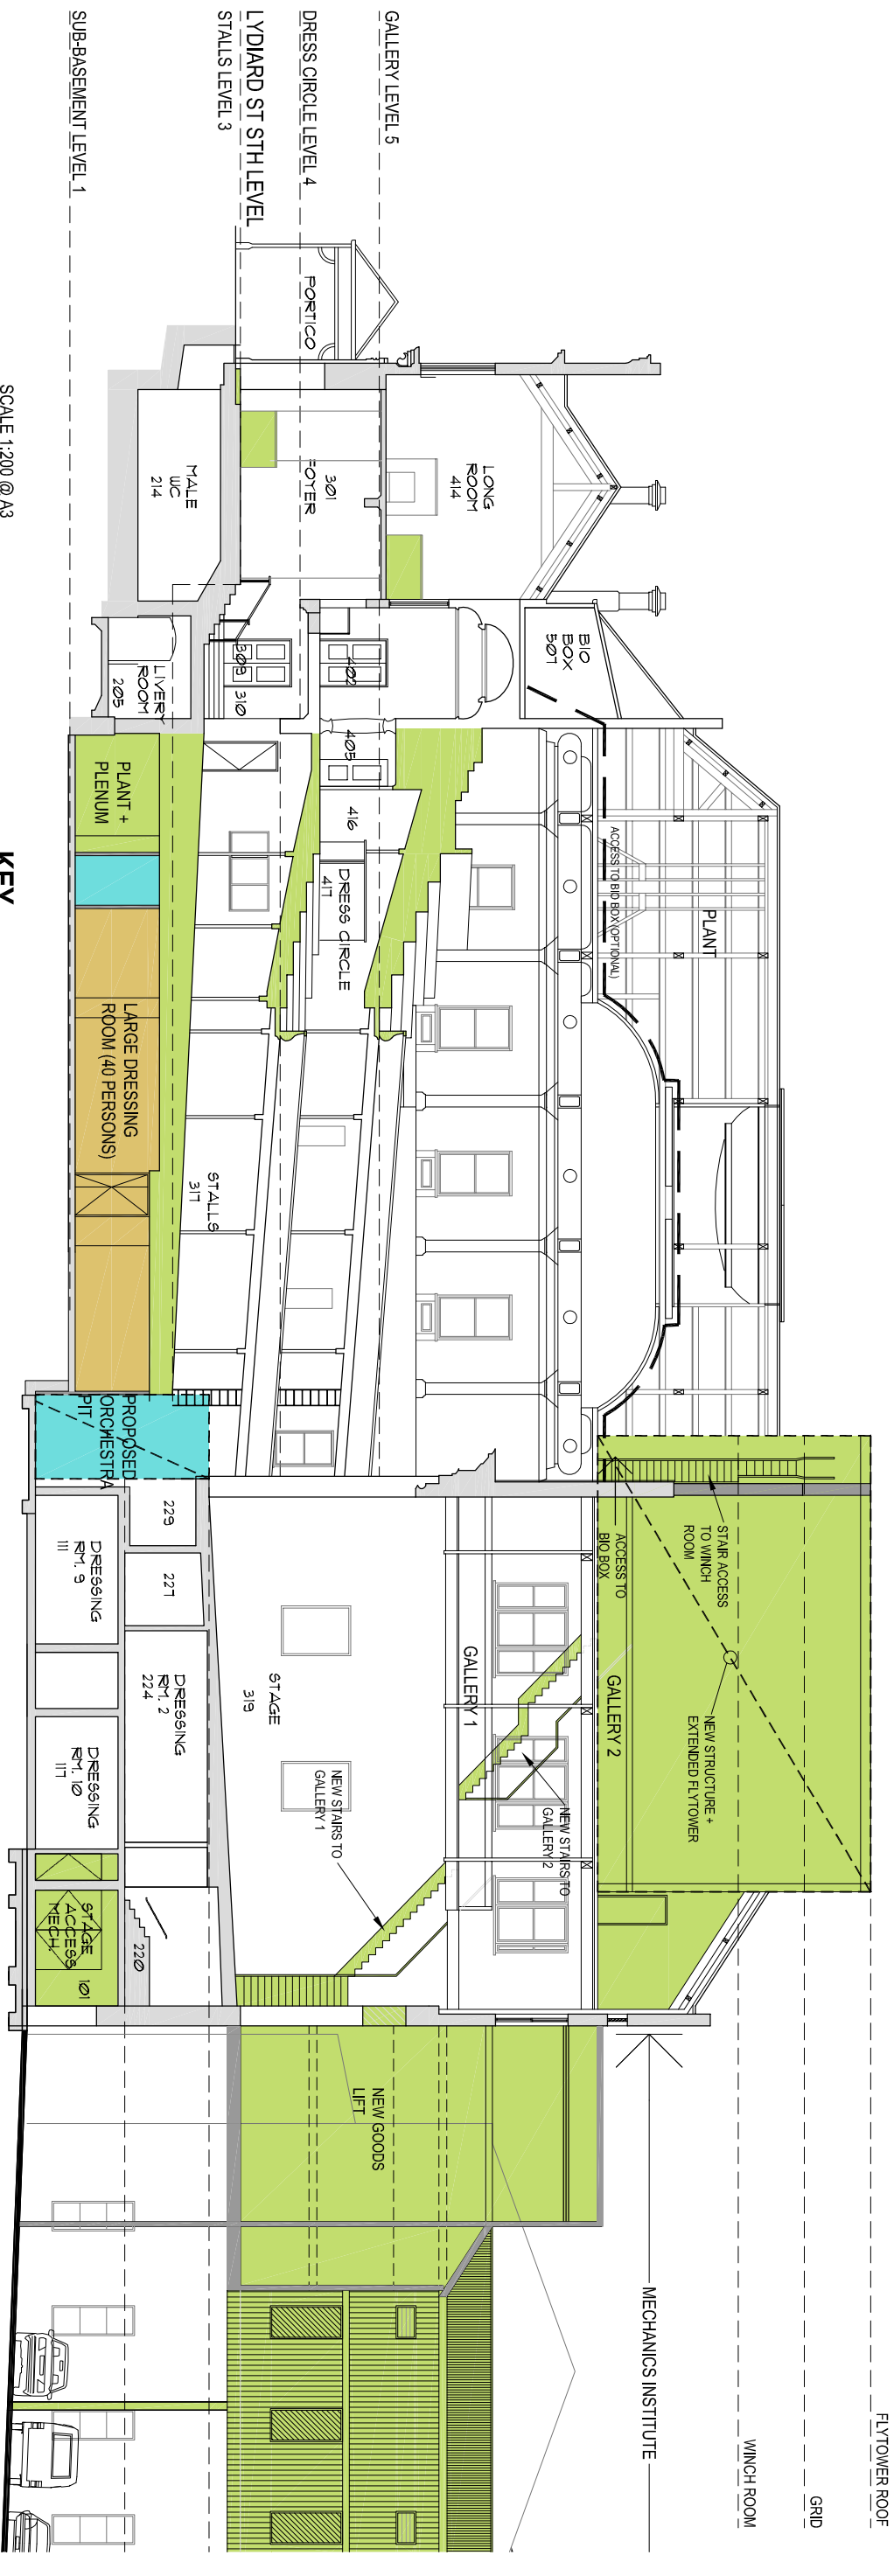 FLYTOWER ROOF
GRID
WINCH ROOM
MECHANICS INSTITUTE
GALLERY LEVEL 5
DRESS CIRCLE LEVEL 4
LYDIARD ST STH LEVEL
STALLS LEVEL 3
SUB-BASEMENT LEVEL 1
PORTICO
LONG
ROOM
414
301
FOYER
MALE
WC
214
BIO
BOX
507
LIVERY
ROOM
205
309
310
402
405
416
DRESS CIRCLE
417
PLANT
ACCESS TO BIO BOX (OPTIONAL)
PLANT +
PLENUM
LARGE DRESSING
ROOM (40 PERSONS)
STALLS
317
PROPOSED
ORCHESTRA
PIT
STAIR ACCESS
TO WINCH
ROOM
ACCESS TO
BIO BOX
NEW STRUCTURE +
EXTENDED FLYTOWER
GALLERY 2
GALLERY 1
NEW STAIRS TO
GALLERY 2
NEW STAIRS TO
GALLERY 1
STAGE
319
229
227
DRESSING
RM. 2
224
DRESSING
RM. 9
111
DRESSING
RM. 10
117
220
STAGE
ACCESS 101
MECH.
NEW GOODS
LIFT
SCALE 1:200 @ A3
KEY